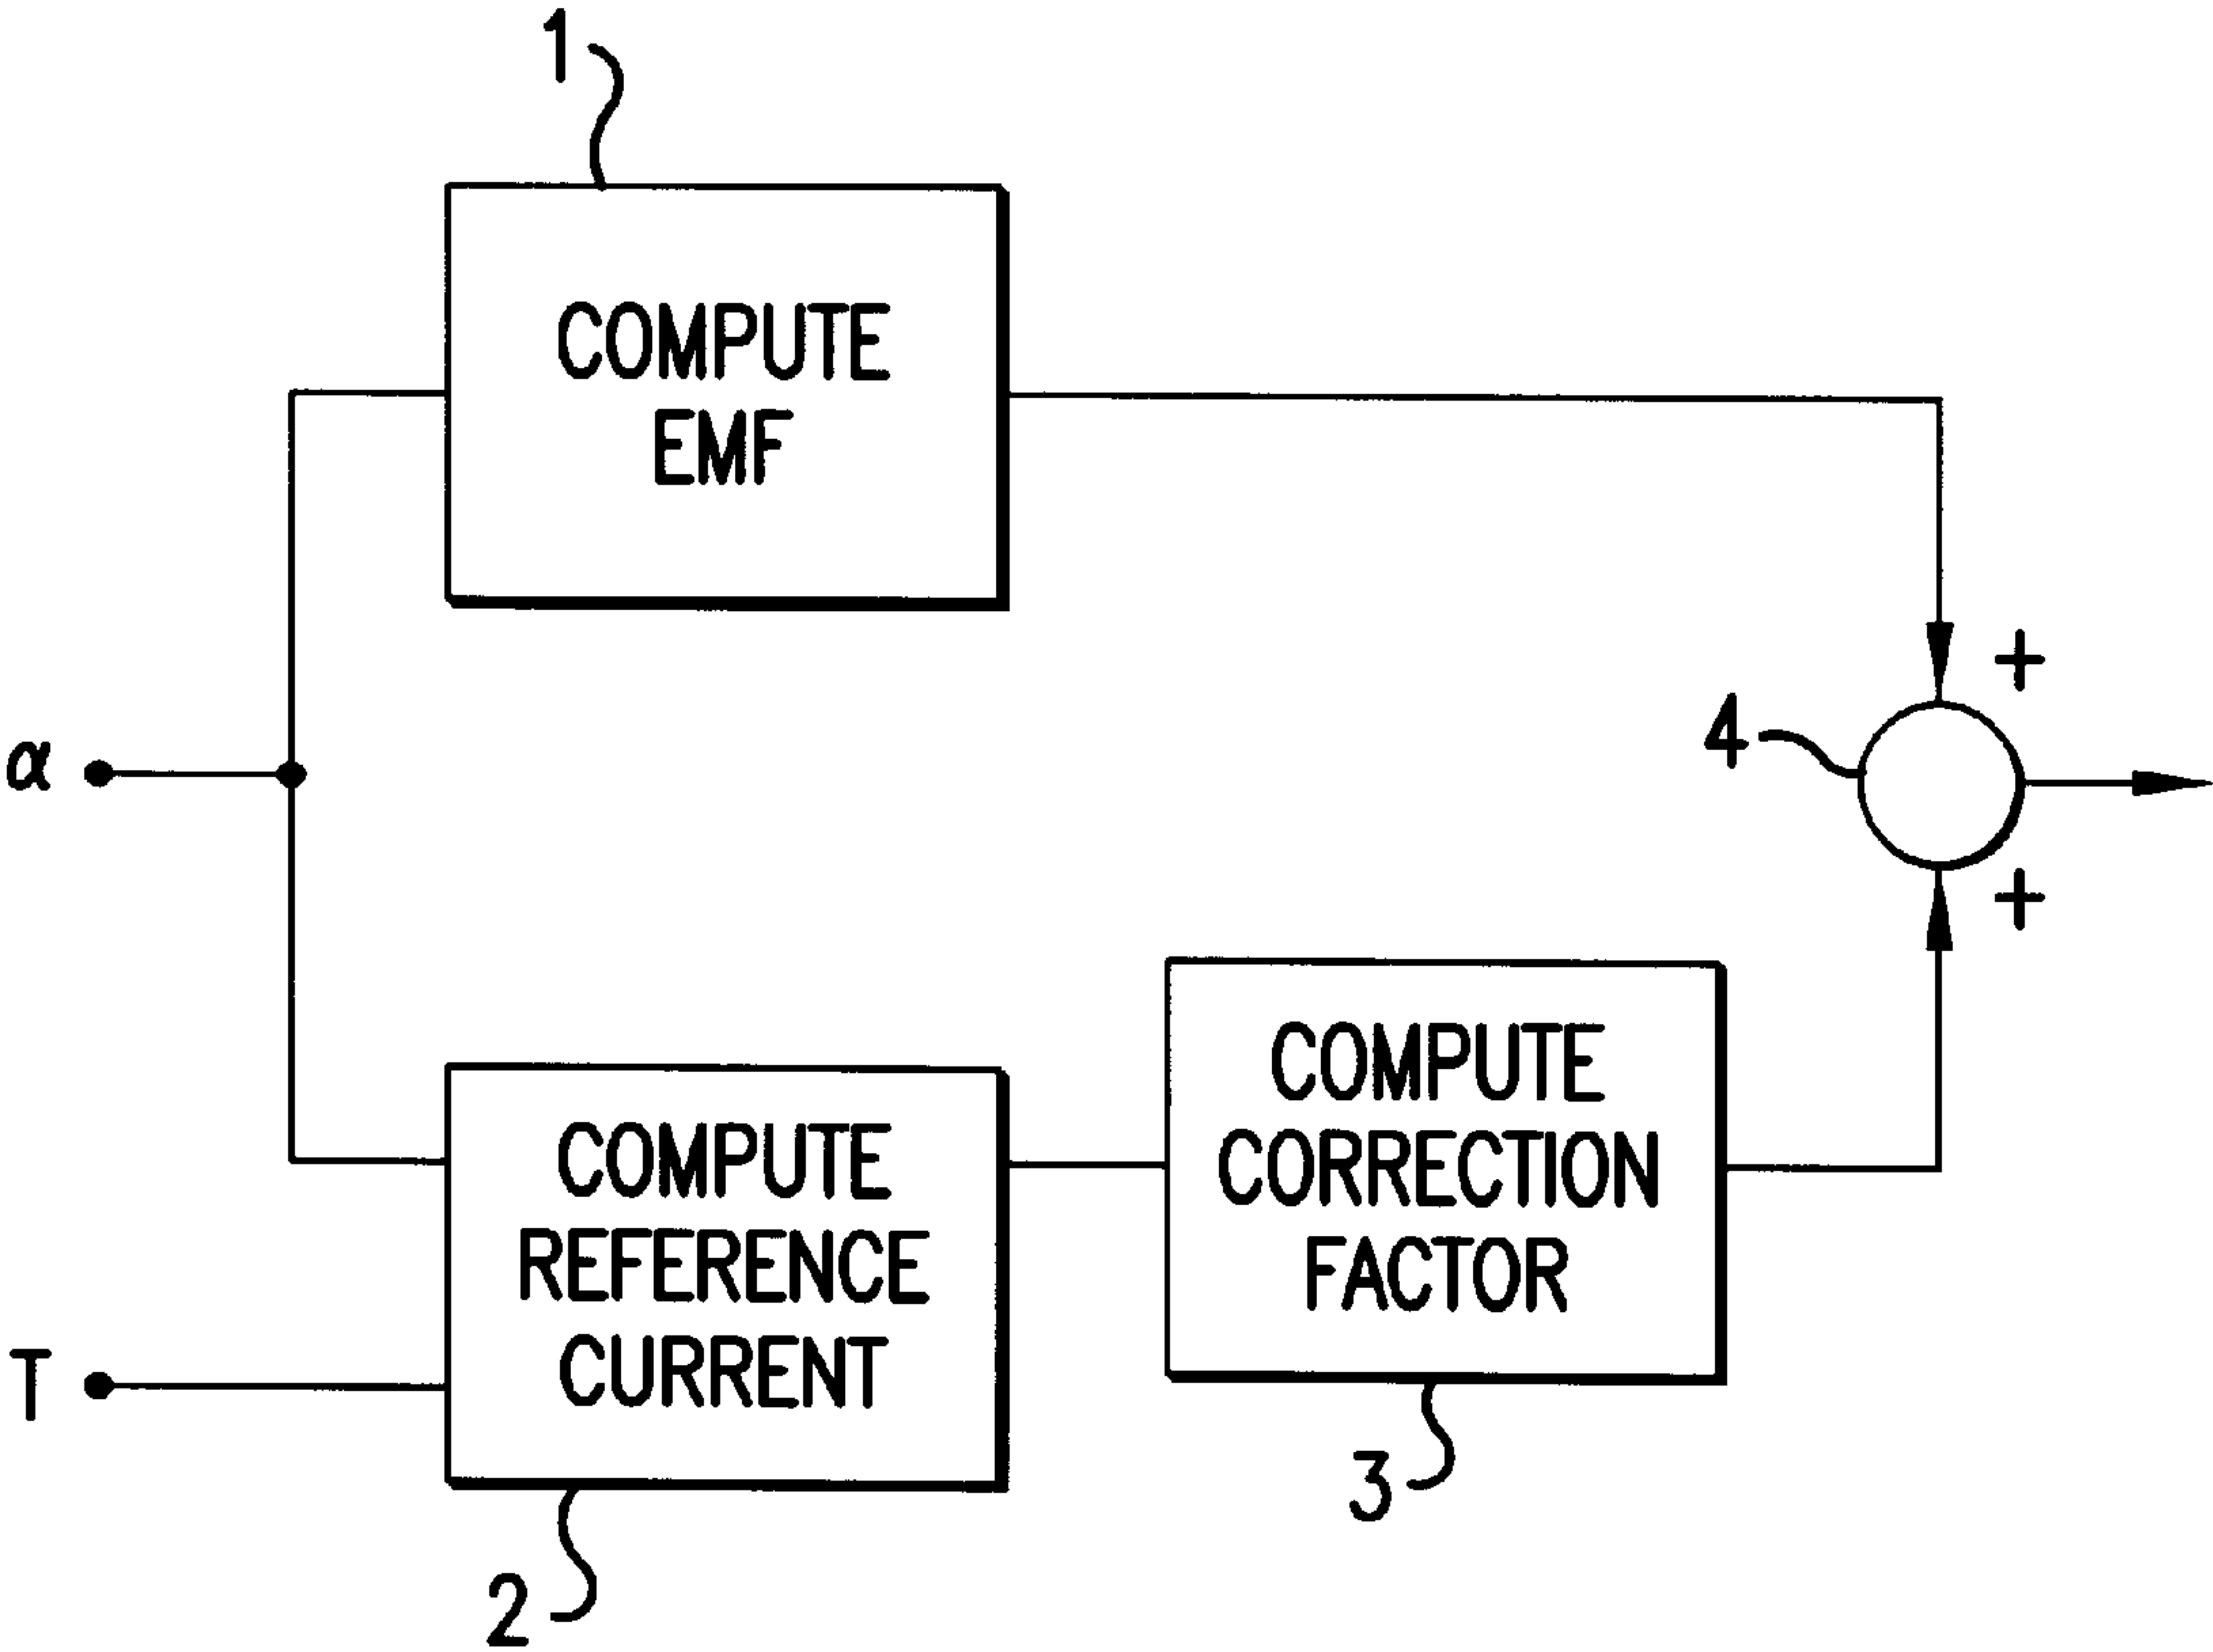 1
COMPUTE
EMF
+
4
α
+
COMPUTE
CORRECTION
FACTOR
COMPUTE
REFERENCE
CURRENT
T
3
2